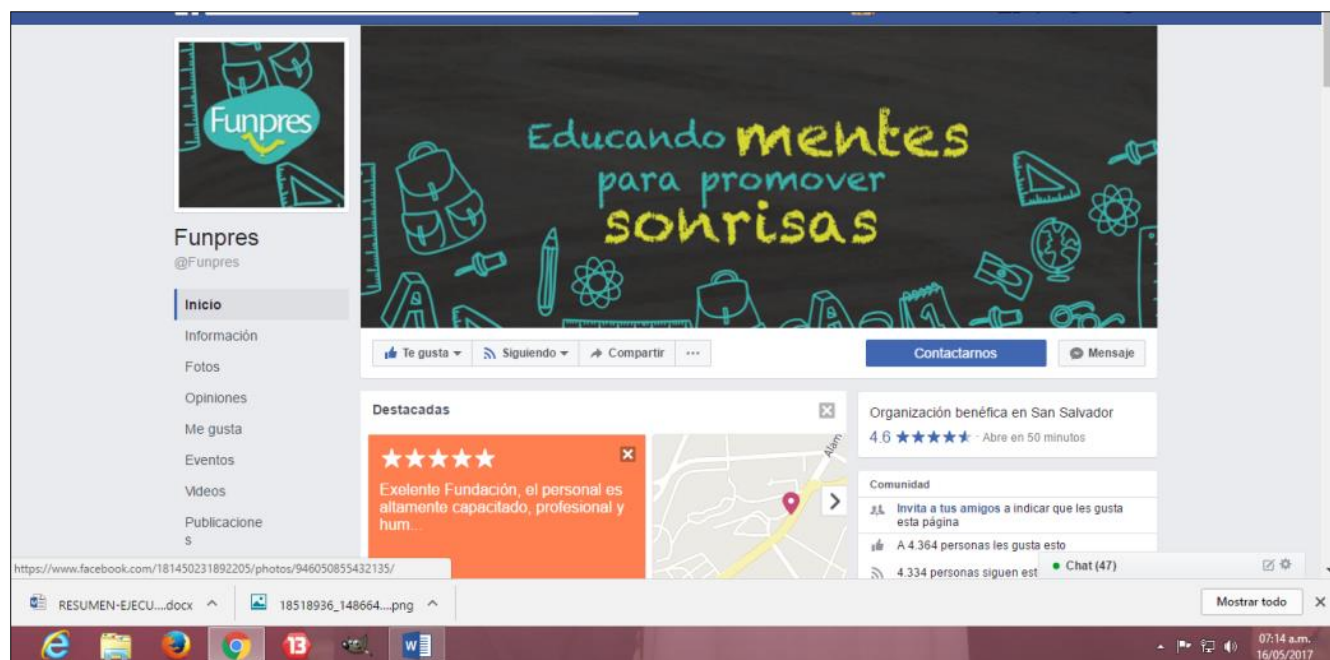 Funpres
Educando mentes
para promover
sonrisas
Funpres
@Funpres
Inicio
Información
Fotos
Opiniones
Me gusta
Eventos
Videos
Publicacione
s
Te gusta
Siguiendo
Compartir
Contactarnos
Mensaje
Destacadas
Exelente Fundación, el personal es
altamente capacitado, profesional y
hum...
Alam
Organización benéfica en San Salvador
4.6 · Abre en 50 minutos
Comunidad
Invita a tus amigos a indicar que les gusta
esta página
A 4.364 personas les gusta esto
4.334 personas siguen est
Chat (47)
https://www.facebook.com/181450231892205/photos/946050855432135/
RESUMEN-EJECU....docx
18518936_148664....png
Mostrar todo
13
07:14 a.m.
16/05/2017